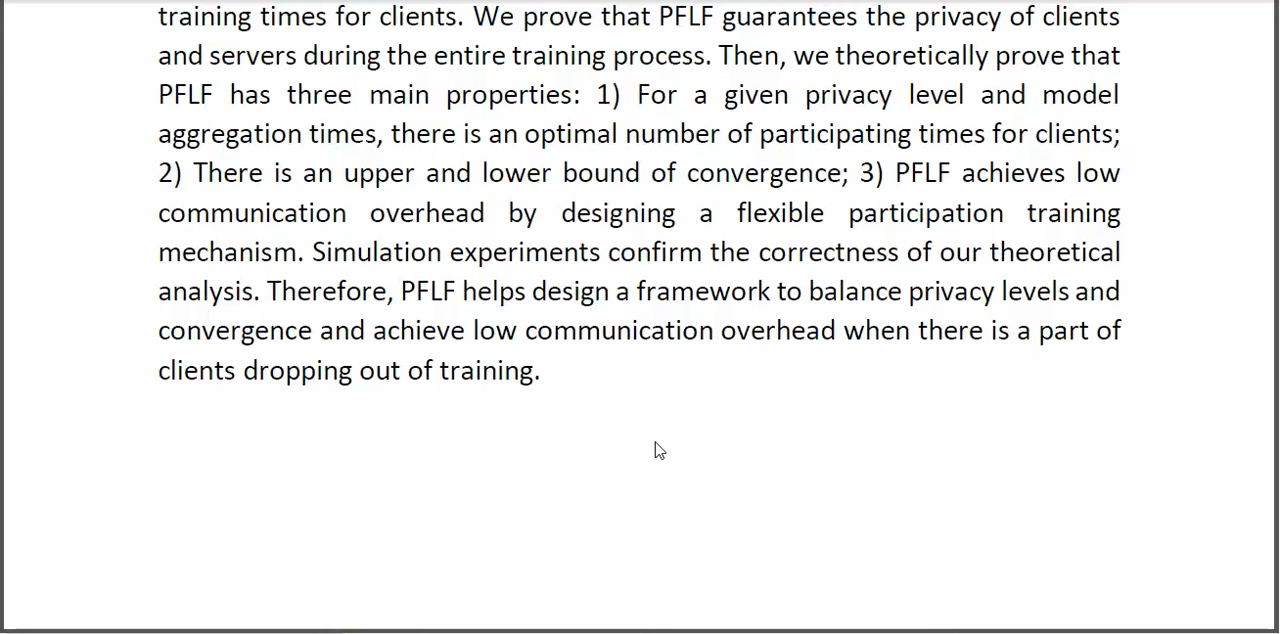 training times for clients. We prove that PFLF guarantees the privacy of clients
and servers during the entire training process. Then, we theoretically prove that
PFLF has three main properties: 1) For a given privacy level and model
aggregation times, there is an optimal number of participating times for clients;
2) There is an upper and lower bound of convergence; 3) PFLF achieves low
communication overhead by designing a flexible participation training
mechanism. Simulation experiments confirm the correctness of our theoretical
analysis. Therefore, PFLF helps design a framework to balance privacy levels and
convergence and achieve low communication overhead when there is a part of
clients dropping out of training.